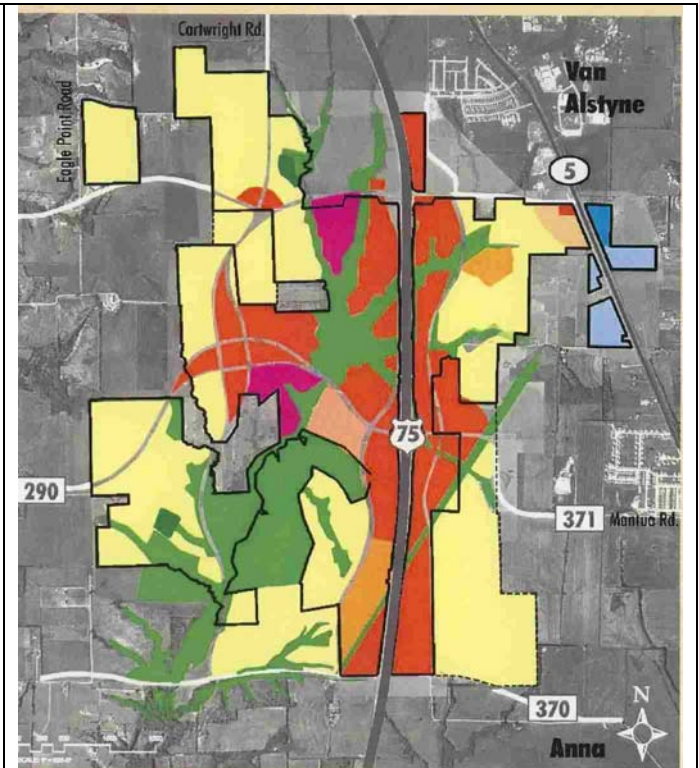 Cartwright Rd.
Eagle Point Road
Van
Alstyne
5
75
290
371
Mantua Rd.
370
N
Anna